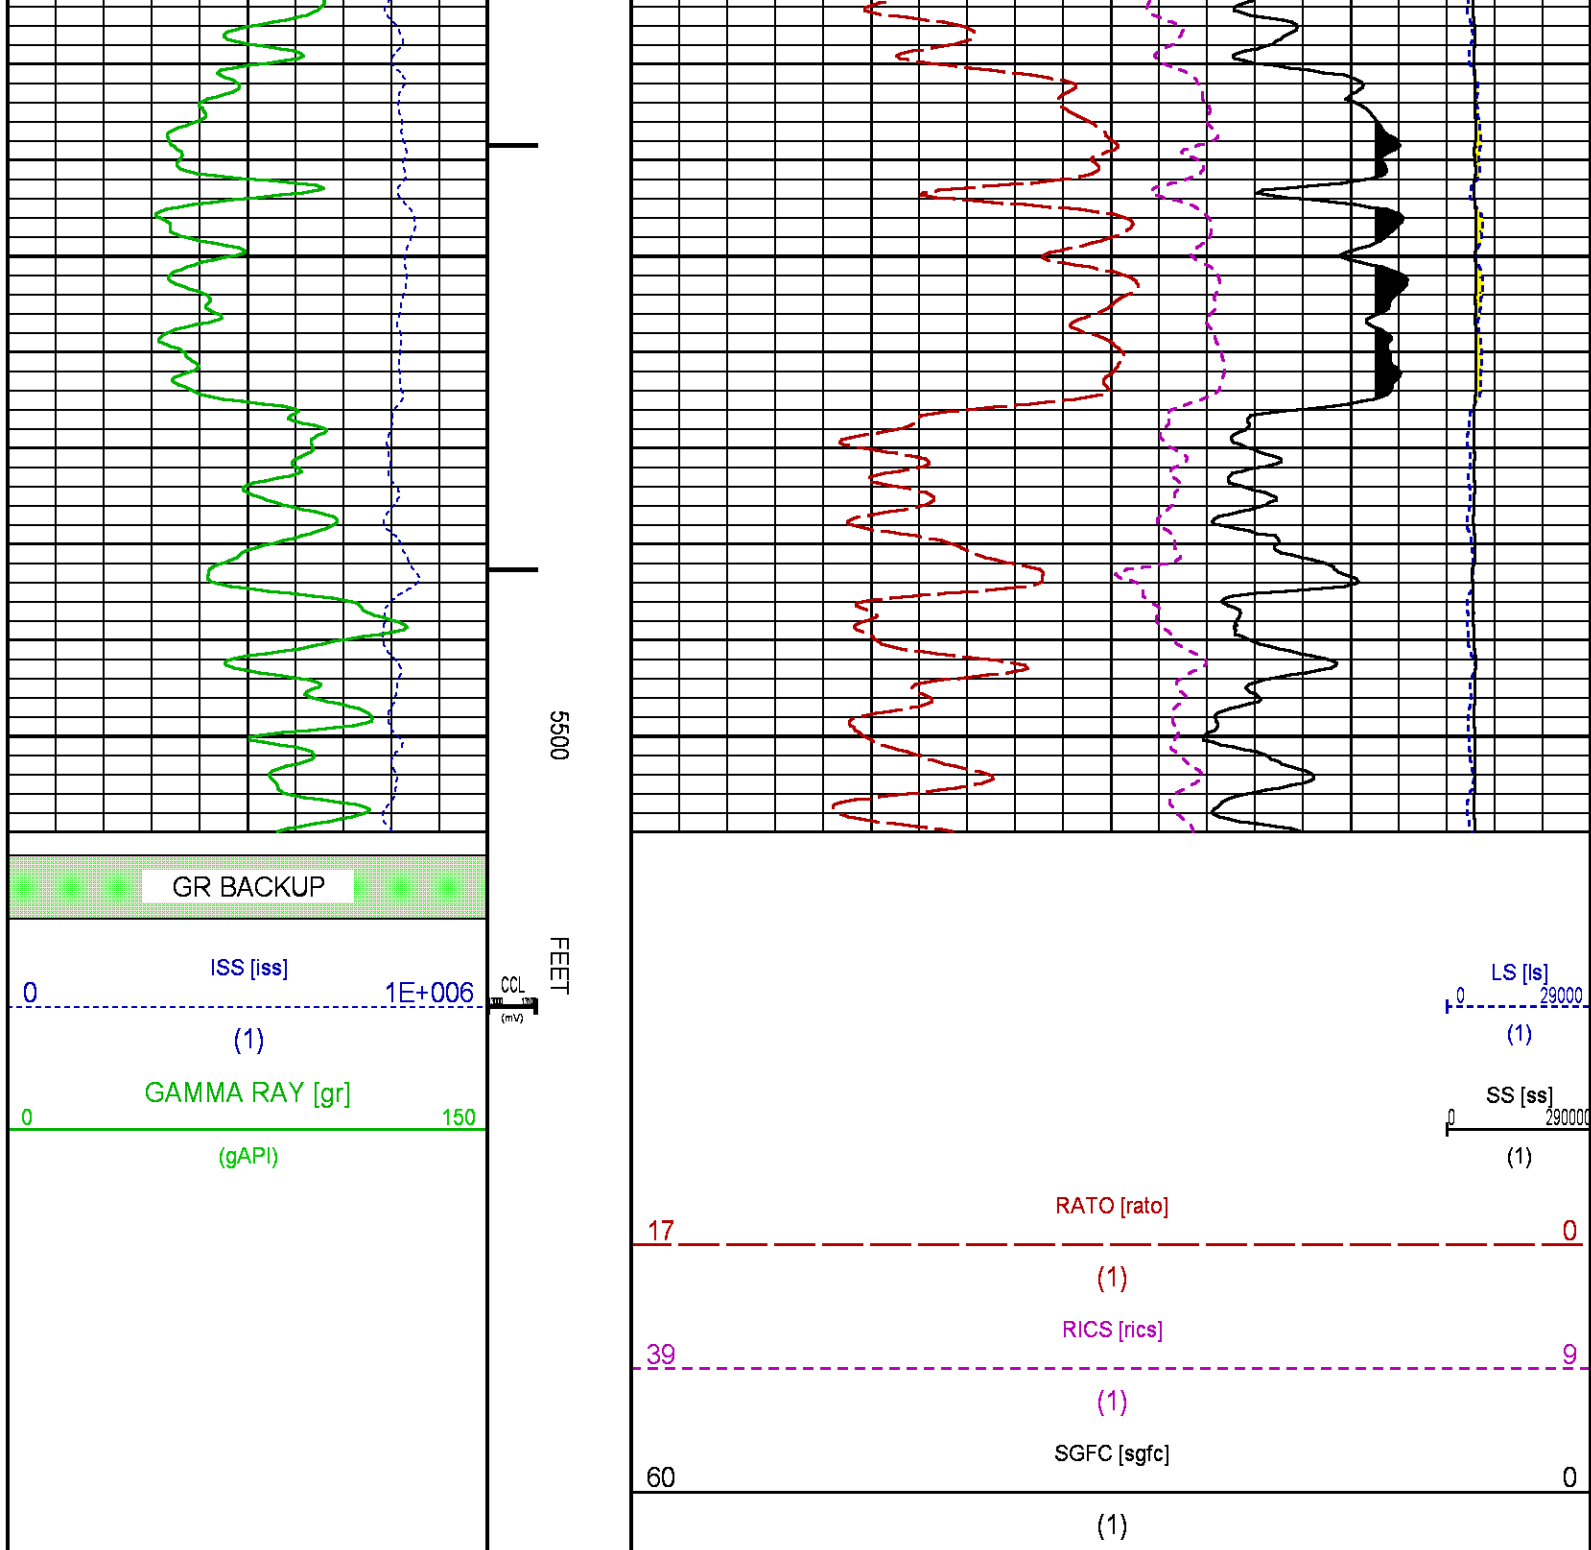 5500
GR BACKUP
FEET
ISS [iss]
0 1E+006
(1)
CCL
(mV)
LS [ls]
0 29000
(1)
GAMMA RAY [gr]
0 150
(gAPI)
SS [ss]
0 290000
(1)
RATO [rato]
17 0
(1)
RICS [rics]
39 9
(1)
SGFC [sgfc]
60 0
(1)